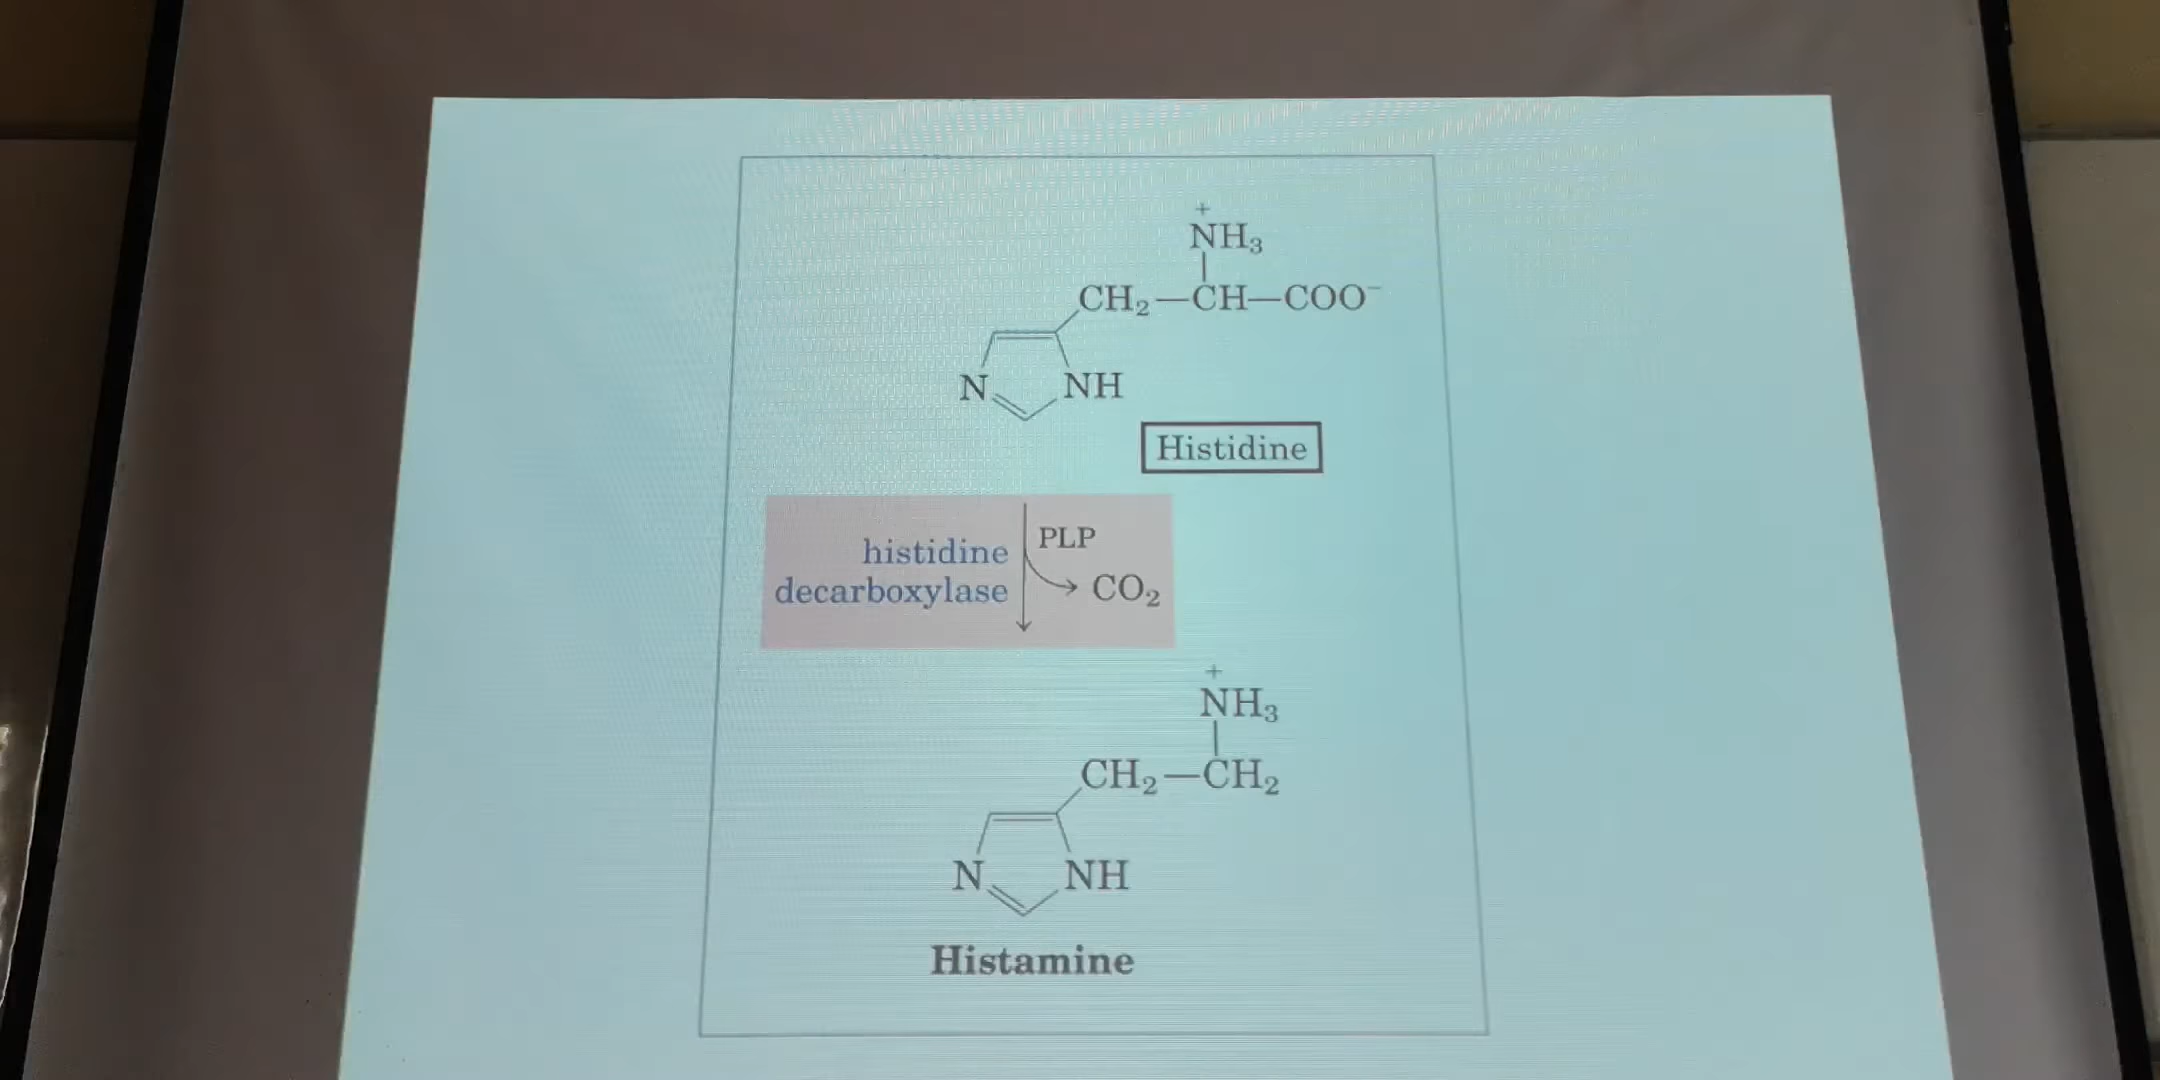 +
NH₃
CH₂—CH—COO⁻
N NH
Histidine
histidine
decarboxylase
PLP
CO₂
+
NH₃
CH₂—CH₂
N NH
Histamine